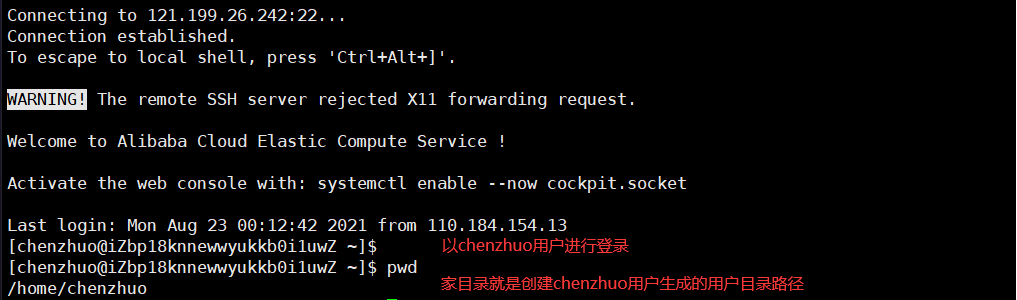 Connecting to 121.199.26.242:22...
Connection established.
To escape to local shell, press 'Ctrl+Alt+]'.
WARNING! The remote SSH server rejected X11 forwarding request.
Welcome to Alibaba Cloud Elastic Compute Service !
Activate the web console with: systemctl enable --now cockpit.socket
Last login: Mon Aug 23 00:12:42 2021 from 110.184.154.13
[chenzhuo@iZbp18knnewwyukkb0i1uwZ ~]$ 以chenzhuo用户进行登录
[chenzhuo@iZbp18knnewwyukkb0i1uwZ ~]$ pwd
/home/chenzhuo 家目录就是创建chenzhuo用户生成的用户目录路径